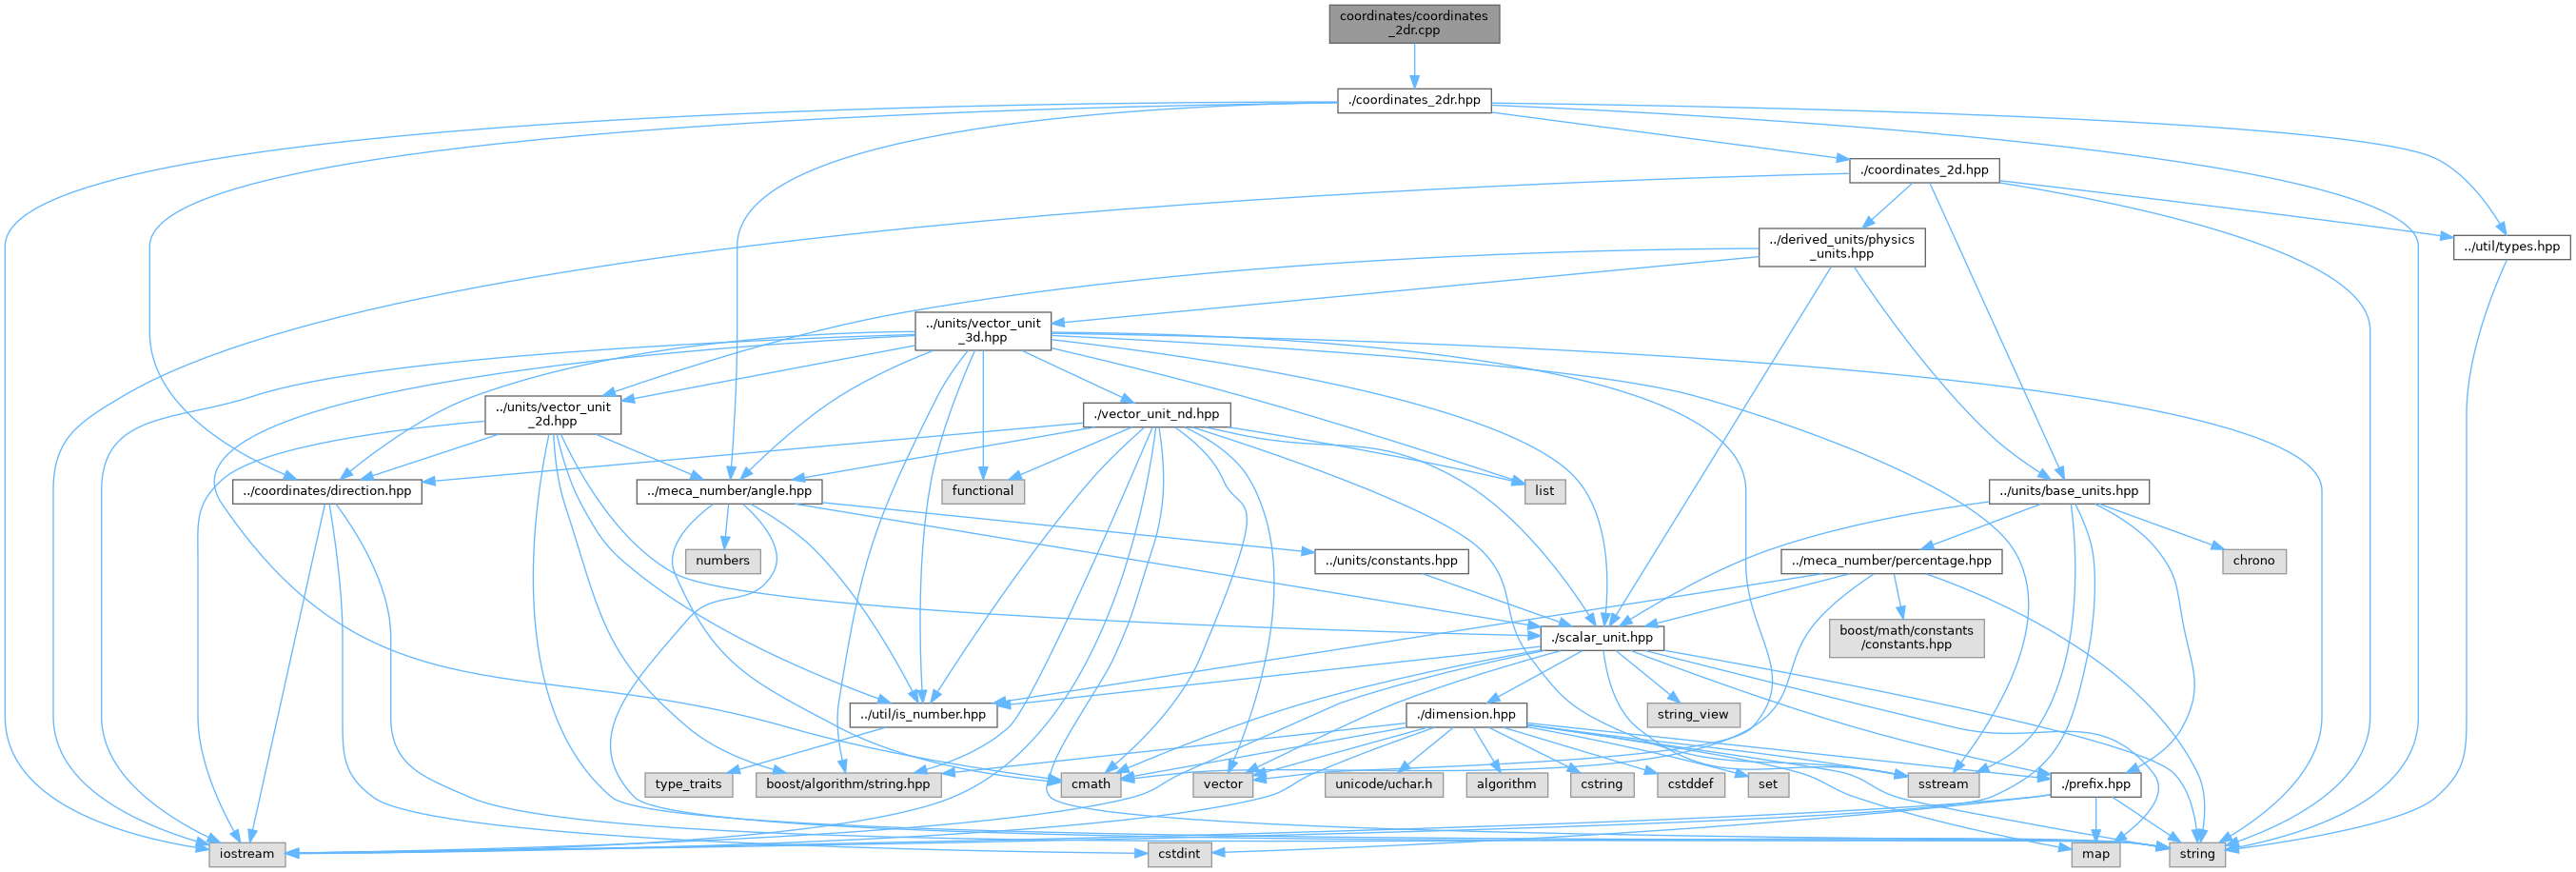 coordinates/coordinates
_2dr.cpp
./coordinates_2dr.hpp
./coordinates_2d.hpp
../derived_units/physics
_units.hpp
../util/types.hpp
../units/vector_unit
_3d.hpp
../units/vector_unit
_2d.hpp
./vector_unit_nd.hpp
../coordinates/direction.hpp
../meca_number/angle.hpp
functional
list
../units/base_units.hpp
numbers
../units/constants.hpp
../meca_number/percentage.hpp
chrono
./scalar_unit.hpp
boost/math/constants
/constants.hpp
../util/is_number.hpp
./dimension.hpp
string_view
type_traits
boost/algorithm/string.hpp
cmath
vector
unicode/uchar.h
algorithm
cstring
cstddef
set
sstream
./prefix.hpp
iostream
cstdint
map
string